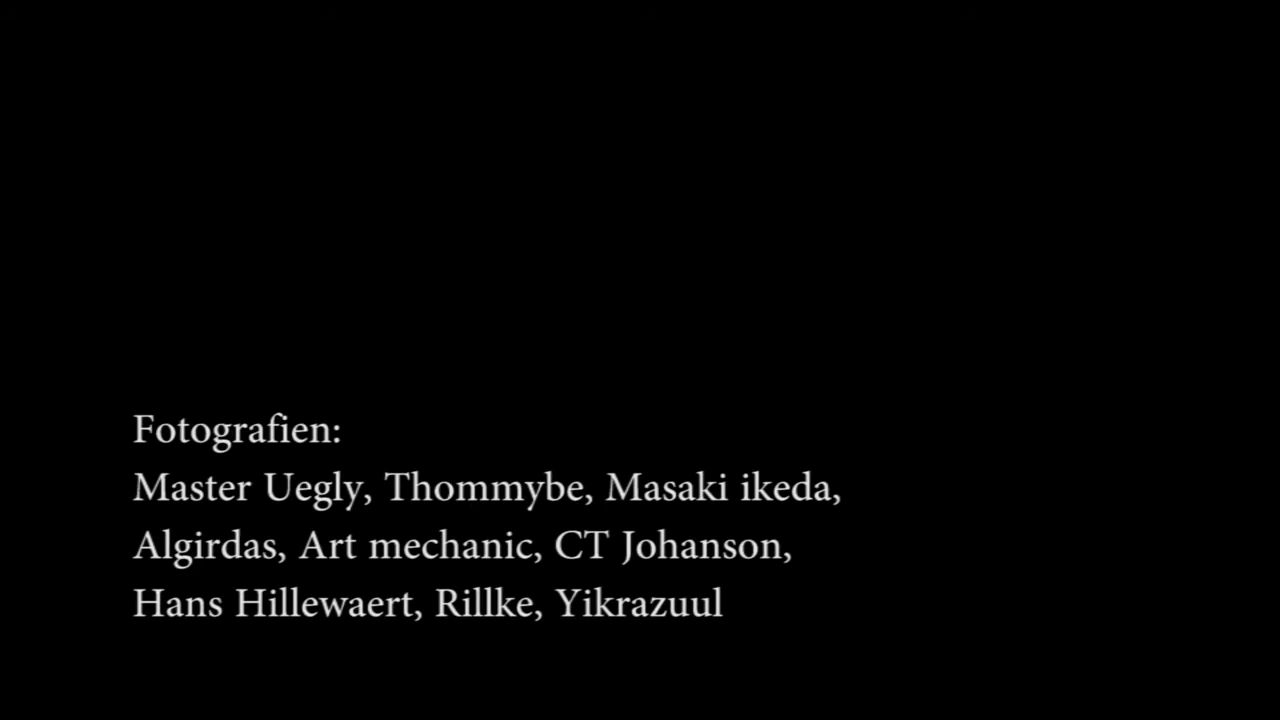 Fotografien:
Master Uegly, Thommybe, Masaki ikeda,
Algirdas, Art mechanic, CT Johanson,
Hans Hillewaert, Rillke, Yikrazuul